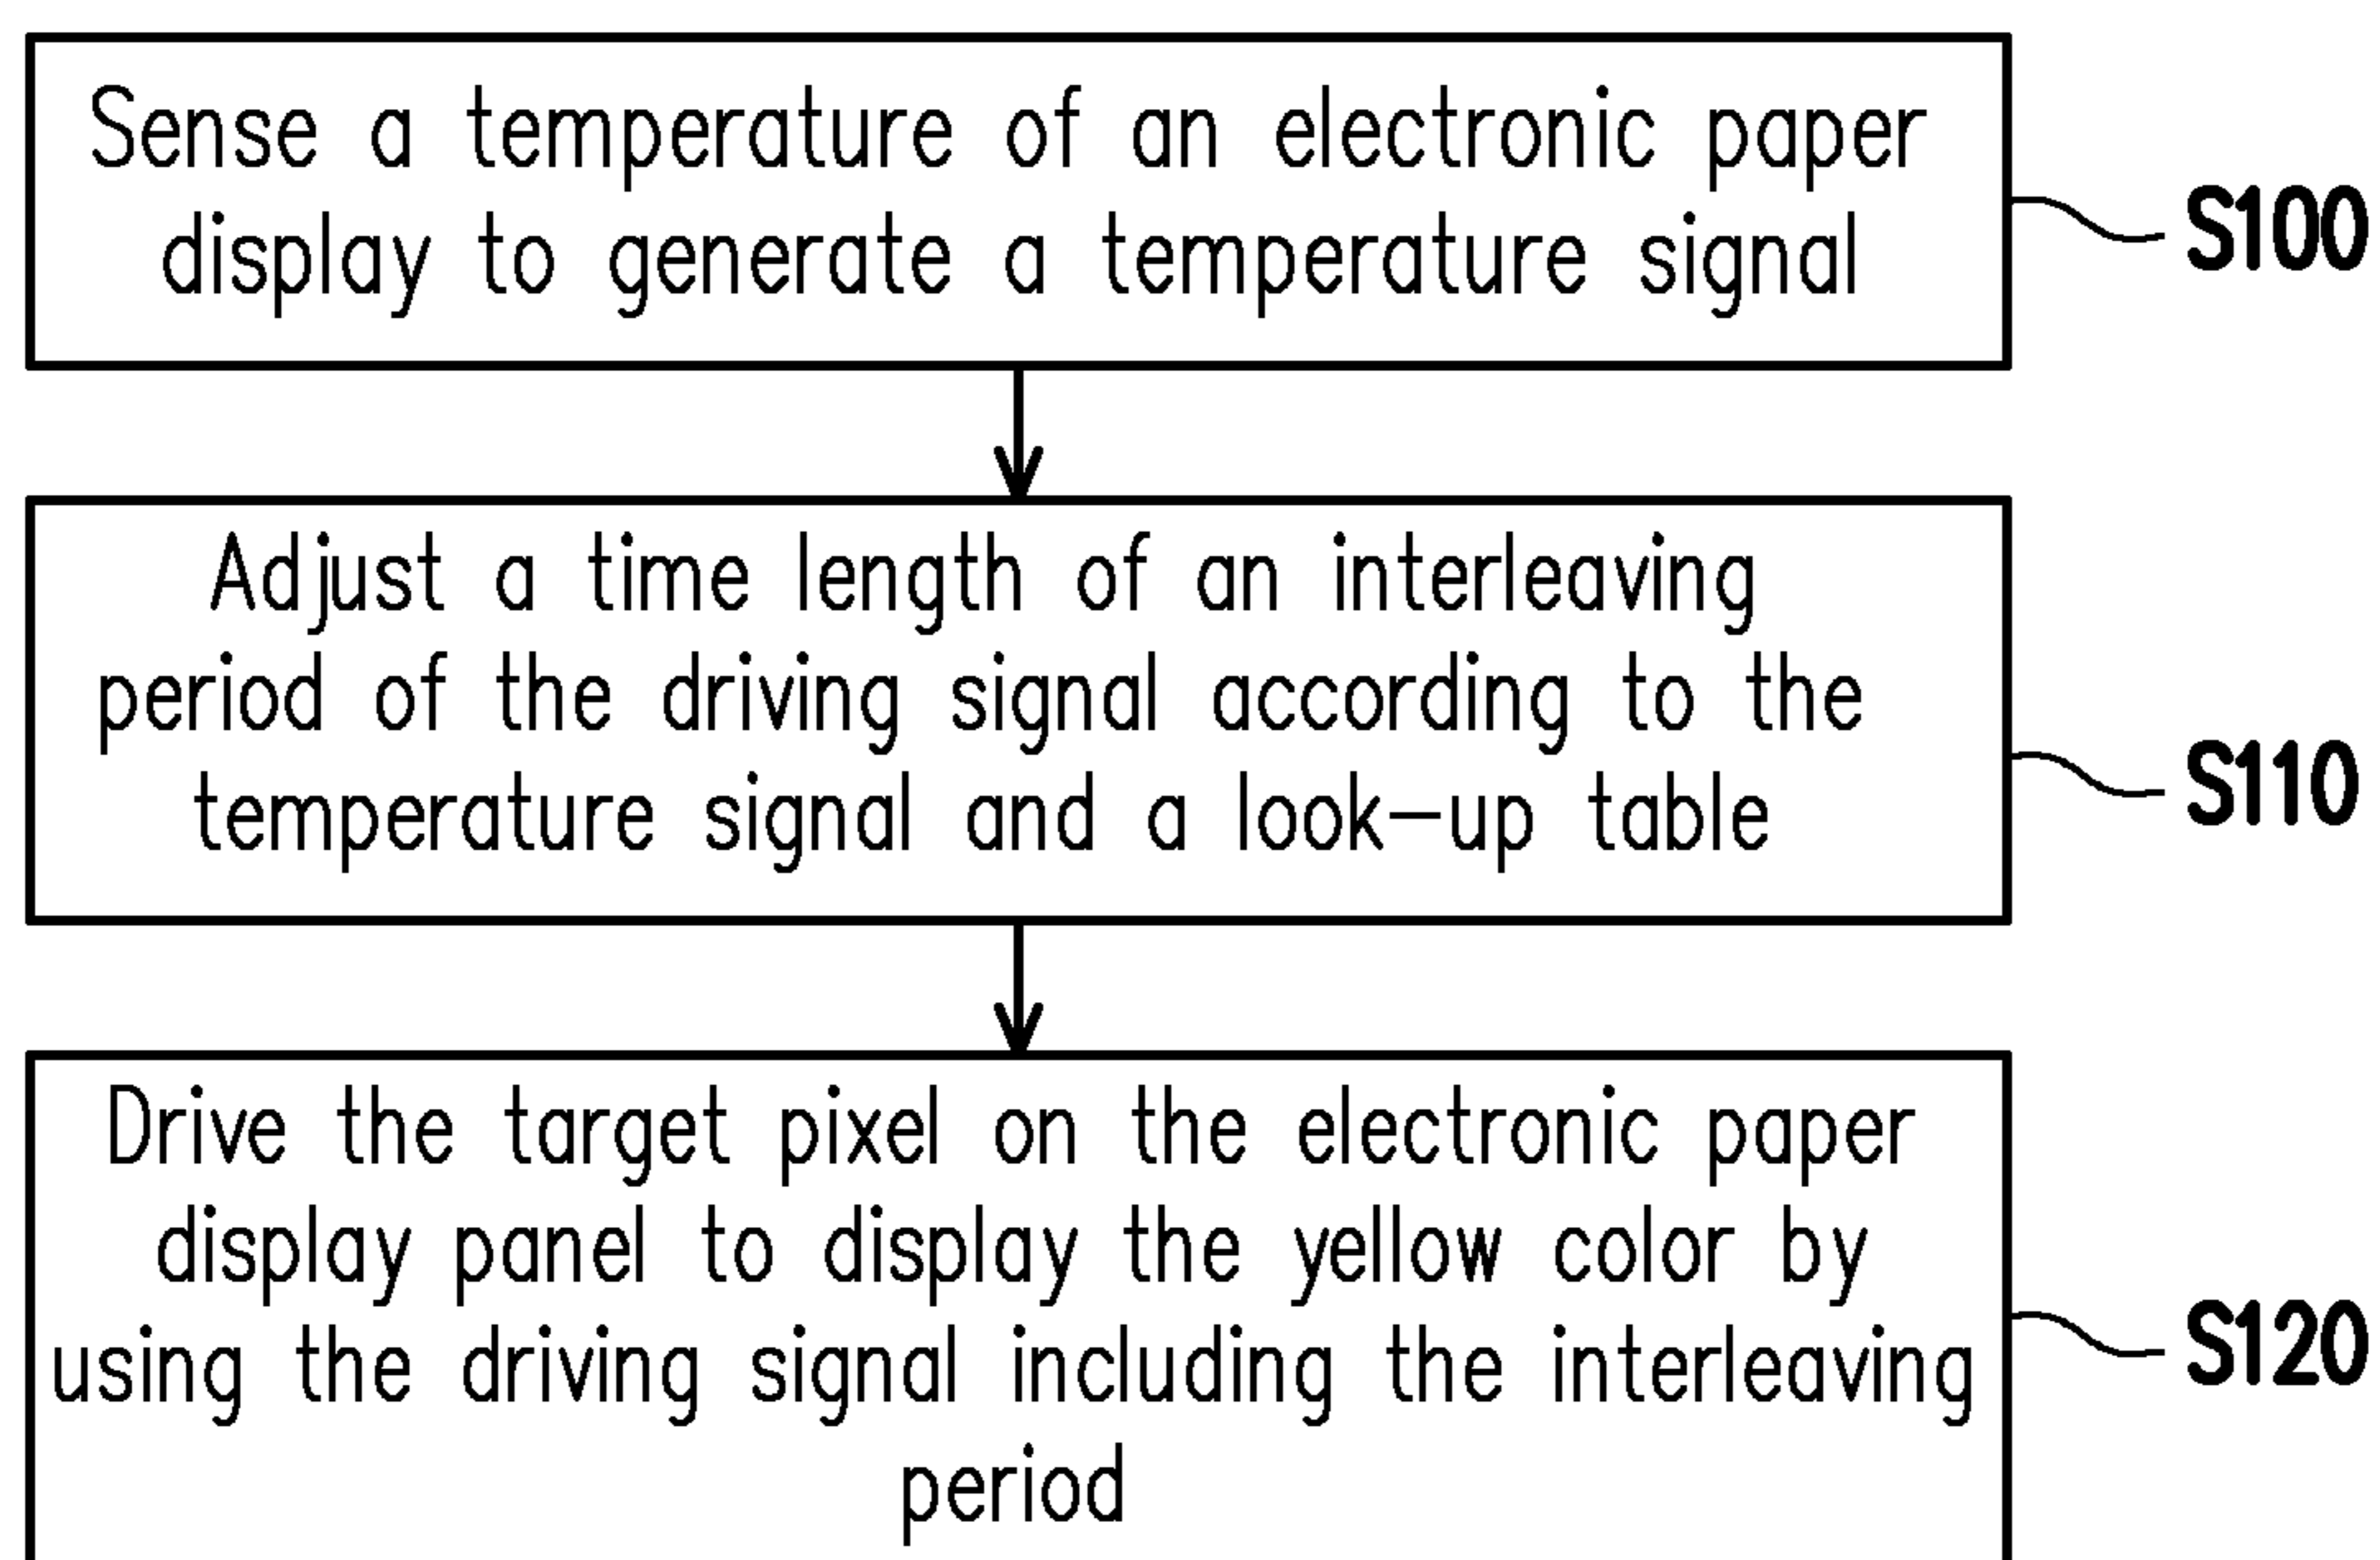 Sense a temperature of an electronic paper
display to generate a temperature signal
S100
Adjust a time length of an interleaving
period of the driving signal according to the
temperature signal and a look-up table
S110
Drive the target pixel on the electronic paper
display panel to display the yellow color by
using the driving signal including the interleaving
period
S120